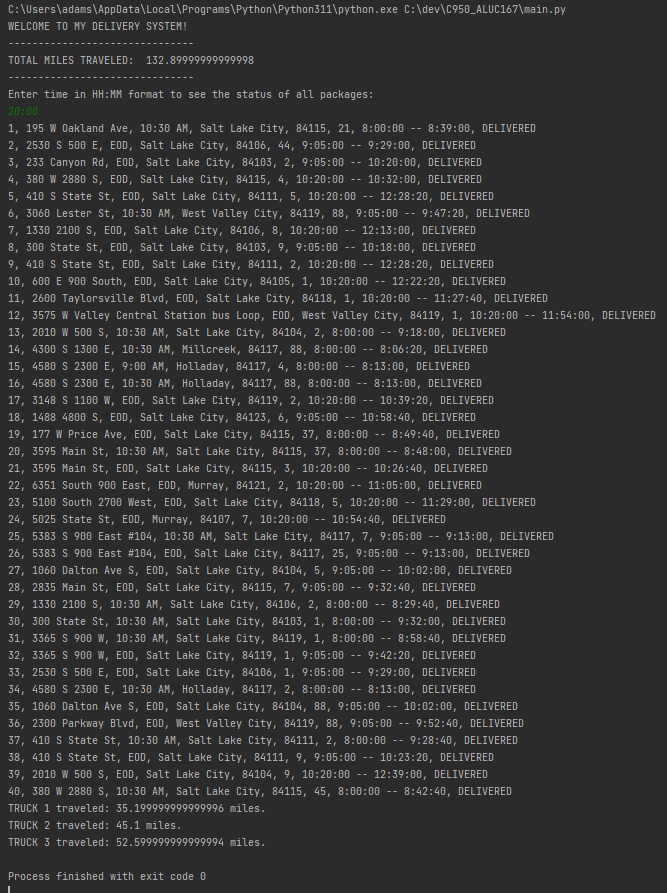 C:\Users\adams\AppData\Local\Programs\Python\Python311\python.exe C:\dev\C950_ALUC167\main.py
WELCOME TO MY DELIVERY SYSTEM!
-------------------------------
TOTAL MILES TRAVELED:  132.89999999999998
-------------------------------
Enter time in HH:MM format to see the status of all packages:
20:00
1, 195 W Oakland Ave, 10:30 AM, Salt Lake City, 84115, 21, 8:00:00 -- 8:39:00, DELIVERED
2, 2530 S 500 E, EOD, Salt Lake City, 84106, 44, 9:05:00 -- 9:29:00, DELIVERED
3, 233 Canyon Rd, EOD, Salt Lake City, 84103, 2, 9:05:00 -- 10:20:00, DELIVERED
4, 380 W 2880 S, EOD, Salt Lake City, 84115, 4, 10:20:00 -- 10:32:00, DELIVERED
5, 410 S State St, EOD, Salt Lake City, 84111, 5, 10:20:00 -- 12:28:20, DELIVERED
6, 3060 Lester St, 10:30 AM, West Valley City, 84119, 88, 9:05:00 -- 9:47:20, DELIVERED
7, 1330 2100 S, EOD, Salt Lake City, 84106, 8, 10:20:00 -- 12:13:00, DELIVERED
8, 300 State St, EOD, Salt Lake City, 84103, 9, 9:05:00 -- 10:18:00, DELIVERED
9, 410 S State St, EOD, Salt Lake City, 84111, 2, 10:20:00 -- 12:28:20, DELIVERED
10, 600 E 900 South, EOD, Salt Lake City, 84105, 1, 10:20:00 -- 12:22:20, DELIVERED
11, 2600 Taylorsville Blvd, EOD, Salt Lake City, 84118, 1, 10:20:00 -- 11:27:40, DELIVERED
12, 3575 W Valley Central Station bus Loop, EOD, West Valley City, 84119, 1, 10:20:00 -- 11:54:00, DELIVERED
13, 2010 W 500 S, 10:30 AM, Salt Lake City, 84104, 2, 8:00:00 -- 9:18:00, DELIVERED
14, 4300 S 1300 E, 10:30 AM, Millcreek, 84117, 88, 8:00:00 -- 8:06:20, DELIVERED
15, 4580 S 2300 E, 9:00 AM, Holladay, 84117, 4, 8:00:00 -- 8:13:00, DELIVERED
16, 4580 S 2300 E, 10:30 AM, Holladay, 84117, 88, 8:00:00 -- 8:13:00, DELIVERED
17, 3148 S 1100 W, EOD, Salt Lake City, 84119, 2, 10:20:00 -- 10:39:20, DELIVERED
18, 1488 4800 S, EOD, Salt Lake City, 84123, 6, 9:05:00 -- 10:58:40, DELIVERED
19, 177 W Price Ave, EOD, Salt Lake City, 84115, 37, 8:00:00 -- 8:49:40, DELIVERED
20, 3595 Main St, 10:30 AM, Salt Lake City, 84115, 37, 8:00:00 -- 8:48:00, DELIVERED
21, 3595 Main St, EOD, Salt Lake City, 84115, 3, 10:20:00 -- 10:26:40, DELIVERED
22, 6351 South 900 East, EOD, Murray, 84121, 2, 10:20:00 -- 11:05:00, DELIVERED
23, 5100 South 2700 West, EOD, Salt Lake City, 84118, 5, 10:20:00 -- 11:29:00, DELIVERED
24, 5025 State St, EOD, Murray, 84107, 7, 10:20:00 -- 10:54:40, DELIVERED
25, 5383 S 900 East #104, 10:30 AM, Salt Lake City, 84117, 7, 9:05:00 -- 9:13:00, DELIVERED
26, 5383 S 900 East #104, EOD, Salt Lake City, 84117, 25, 9:05:00 -- 9:13:00, DELIVERED
27, 1060 Dalton Ave S, EOD, Salt Lake City, 84104, 5, 9:05:00 -- 10:02:00, DELIVERED
28, 2835 Main St, EOD, Salt Lake City, 84115, 7, 9:05:00 -- 9:32:40, DELIVERED
29, 1330 2100 S, 10:30 AM, Salt Lake City, 84106, 2, 8:00:00 -- 8:29:40, DELIVERED
30, 300 State St, 10:30 AM, Salt Lake City, 84103, 1, 8:00:00 -- 9:32:00, DELIVERED
31, 3365 S 900 W, 10:30 AM, Salt Lake City, 84119, 1, 8:00:00 -- 8:58:40, DELIVERED
32, 3365 S 900 W, EOD, Salt Lake City, 84119, 1, 9:05:00 -- 9:42:20, DELIVERED
33, 2530 S 500 E, EOD, Salt Lake City, 84106, 1, 9:05:00 -- 9:29:00, DELIVERED
34, 4580 S 2300 E, 10:30 AM, Holladay, 84117, 2, 8:00:00 -- 8:13:00, DELIVERED
35, 1060 Dalton Ave S, EOD, Salt Lake City, 84104, 88, 9:05:00 -- 10:02:00, DELIVERED
36, 2300 Parkway Blvd, EOD, West Valley City, 84119, 88, 9:05:00 -- 9:52:40, DELIVERED
37, 410 S State St, 10:30 AM, Salt Lake City, 84111, 2, 8:00:00 -- 9:28:40, DELIVERED
38, 410 S State St, EOD, Salt Lake City, 84111, 9, 9:05:00 -- 10:23:20, DELIVERED
39, 2010 W 500 S, EOD, Salt Lake City, 84104, 9, 10:20:00 -- 12:39:00, DELIVERED
40, 380 W 2880 S, 10:30 AM, Salt Lake City, 84115, 45, 8:00:00 -- 8:42:40, DELIVERED
TRUCK 1 traveled: 35.199999999999996 miles.
TRUCK 2 traveled: 45.1 miles.
TRUCK 3 traveled: 52.599999999999994 miles.
Process finished with exit code 0